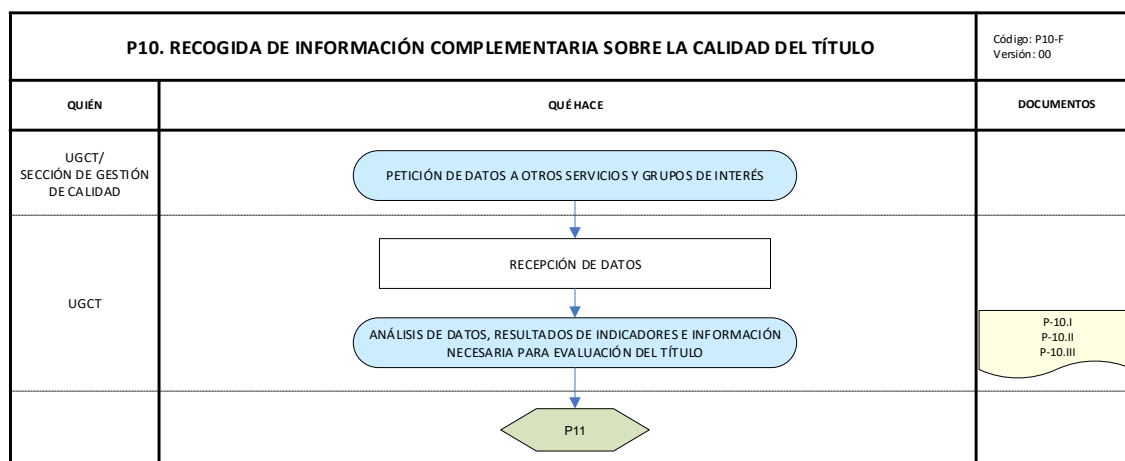 P10. RECOGIDA DE INFORMACIÓN COMPLEMENTARIA SOBRE LA CALIDAD DEL TÍTULO
Código: P10-F
Versión: 00
QUIÉN
QUÉ HACE
DOCUMENTOS
UGCT/
SECCIÓN DE GESTIÓN
DE CALIDAD
PETICIÓN DE DATOS A OTROS SERVICIOS Y GRUPOS DE INTERÉS
UGCT
RECEPCIÓN DE DATOS
ANÁLISIS DE DATOS, RESULTADOS DE INDICADORES E INFORMACIÓN
NECESARIA PARA EVALUACIÓN DEL TÍTULO
P-10.I
P-10.II
P-10.III
P11